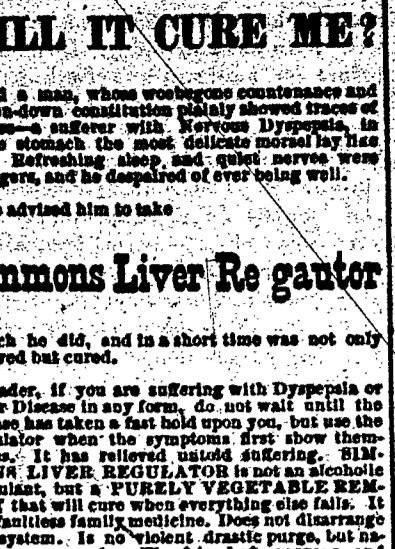 ILL IT CURE ME?
d a man, whose woebegone countenance and
n-down constitution plainly showed traces of
se—a sufferer with Nervous Dyspepsia, in
e stomach the most delicate morsel lay like
Refreshing sleep and quiet nerves were
gers, and he despaired of ever being well.
s advised him to take
mmons Liver Re gautor
ch he did, and in a short time was not only
ved but cured.
ader, if you are suffering with Dyspepsia or
r Disease in any form, do not wait until the
ase has taken a fast hold upon you, but use the
ulator when the symptoms first show them-
es. It has relieved untold suffering. SIM-
NS LIVER REGULATOR is not an alcoholic
ulant, but a PURELY VEGETABLE REM-
Y that will cure when everything else fails. It
faultless family medicine. Does not disarrange
system. Is no violent drastic purge, but na-